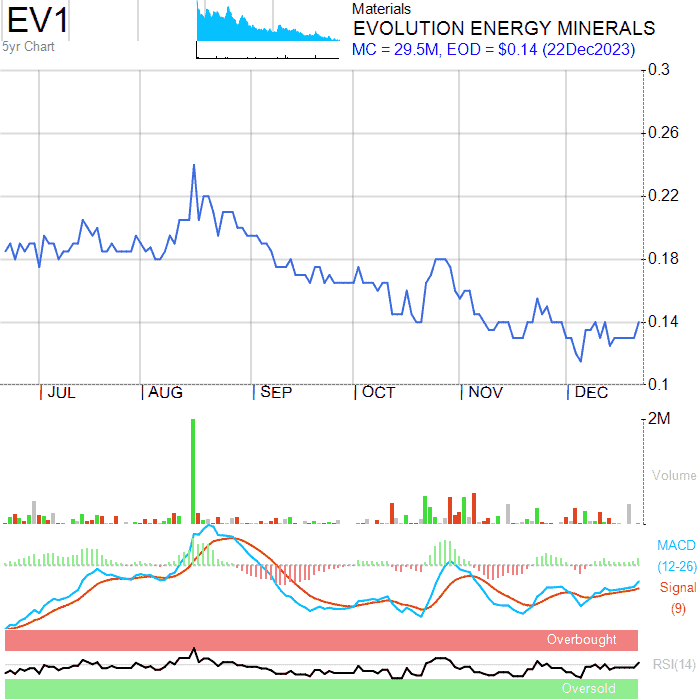 EV1
5yr Chart
Materials
EVOLUTION ENERGY MINERALS
MC = 29.5M, EOD = $0.14 (22Dec2023)
0.3
0.26
0.22
0.18
0.14
0.1
JUL AUG SEP OCT NOV DEC
2M
Volume
MACD
(12-26)
Signal
(9)
Overbought
RSI(14)
Oversold